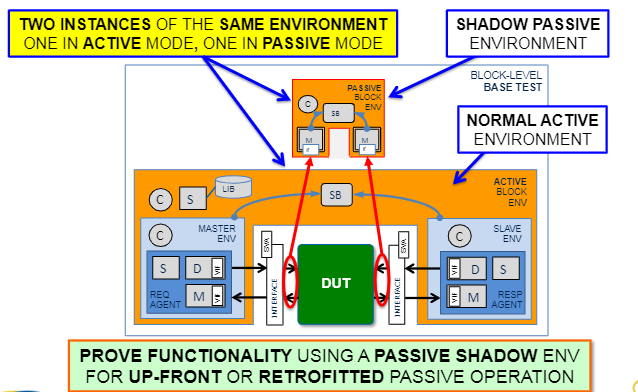 TWO INSTANCES OF THE SAME ENVIRONMENT
ONE IN ACTIVE MODE, ONE IN PASSIVE MODE
SHADOW PASSIVE
ENVIRONMENT
BLOCK-LEVEL
BASE TEST
PASSIVE
BLOCK
ENV
C
SB
M
M
NORMAL ACTIVE
ENVIRONMENT
ACTIVE
BLOCK
ENV
C
S
LIB
SB
MASTER
ENV
C
SLAVE
ENV
C
SVA
SVA
S
D
VIF
VIF
D
S
DUT
REQ
AGENT
M
VIF
VIF
M
RESP
AGENT
INTERFACE
INTERFACE
PROVE FUNCTIONALITY USING A PASSIVE SHADOW ENV
FOR UP-FRONT OR RETROFITTED PASSIVE OPERATION